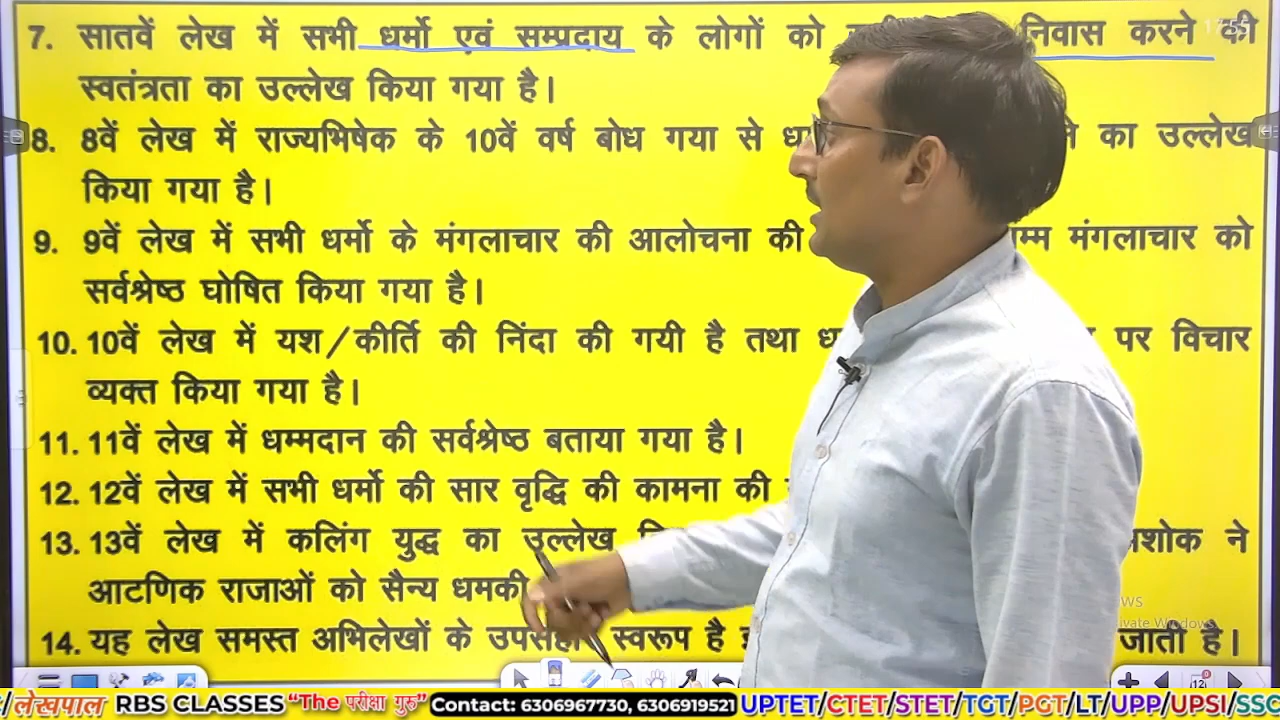 7. सातवें लेख में सभी धर्मो एवं सम्प्रदाय के लोगों को निवास करने की
स्वतंत्रता का उल्लेख किया गया है।
8. 8वें लेख में राज्यभिषेक के 10वें वर्ष बोध गया से का उल्लेख
किया गया है।
9. 9वें लेख में सभी धर्मो के मंगलाचार की आलोचना की मंगलाचार को
सर्वश्रेष्ठ घोषित किया गया है।
10. 10वें लेख में यश/कीर्ति की निंदा की गयी है तथा पर विचार
व्यक्त किया गया है।
11. 11वें लेख में धम्मदान की सर्वश्रेष्ठ बताया गया है।
12. 12वें लेख में सभी धर्मो की सार वृद्धि की कामना की
13. 13वें लेख में कलिंग युद्ध का उल्लेख ने
आटणिक राजाओं को सैन्य धमकी
14. यह लेख समस्त अभिलेखों के स्वरूप है जाती है।
17:55
/लेखपाल RBS CLASSES "The परीक्षा गुरु" Contact: 6306967730, 6306919521 UPTET/CTET/STET/TGT/PGT/LT/UPP/UPSI/SSC